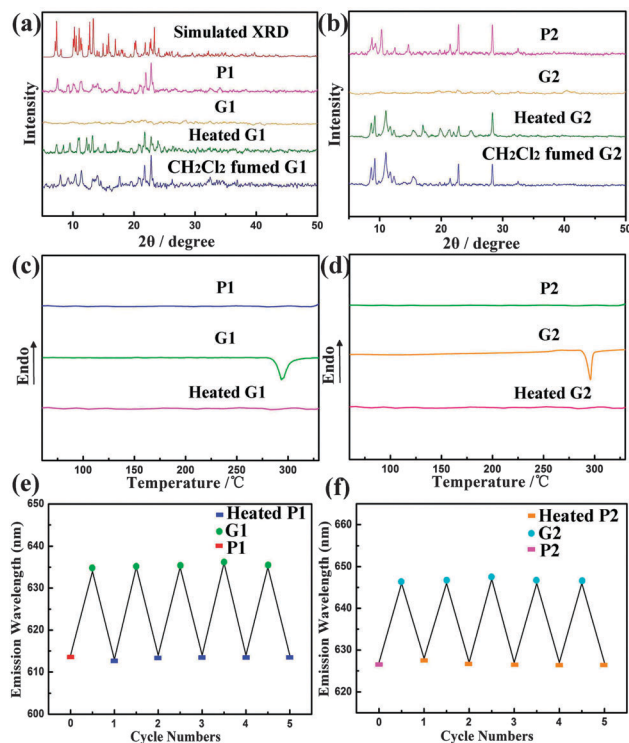 (a)
Simulated XRD
P1
G1
Heated G1
CH2Cl2 fumed G1
Intensity
10 20 30 40 50
2θ / degree
(b)
P2
G2
Heated G2
CH2Cl2 fumed G2
Intensity
10 20 30 40 50
2θ / degree
(c)
P1
G1
Heated G1
Endo
100 150 200 250 300
Temperature /℃
(d)
P2
G2
Heated G2
Endo
100 150 200 250 300
Temperature /℃
(e)
Heated P1
G1
P1
Emission Wavelength (nm)
650
640
630
620
610
600
0 1 2 3 4 5
Cycle Numbers
(f)
Heated P2
G2
P2
Emission Wavelength (nm)
660
650
640
630
620
0 1 2 3 4 5
Cycle Numbers